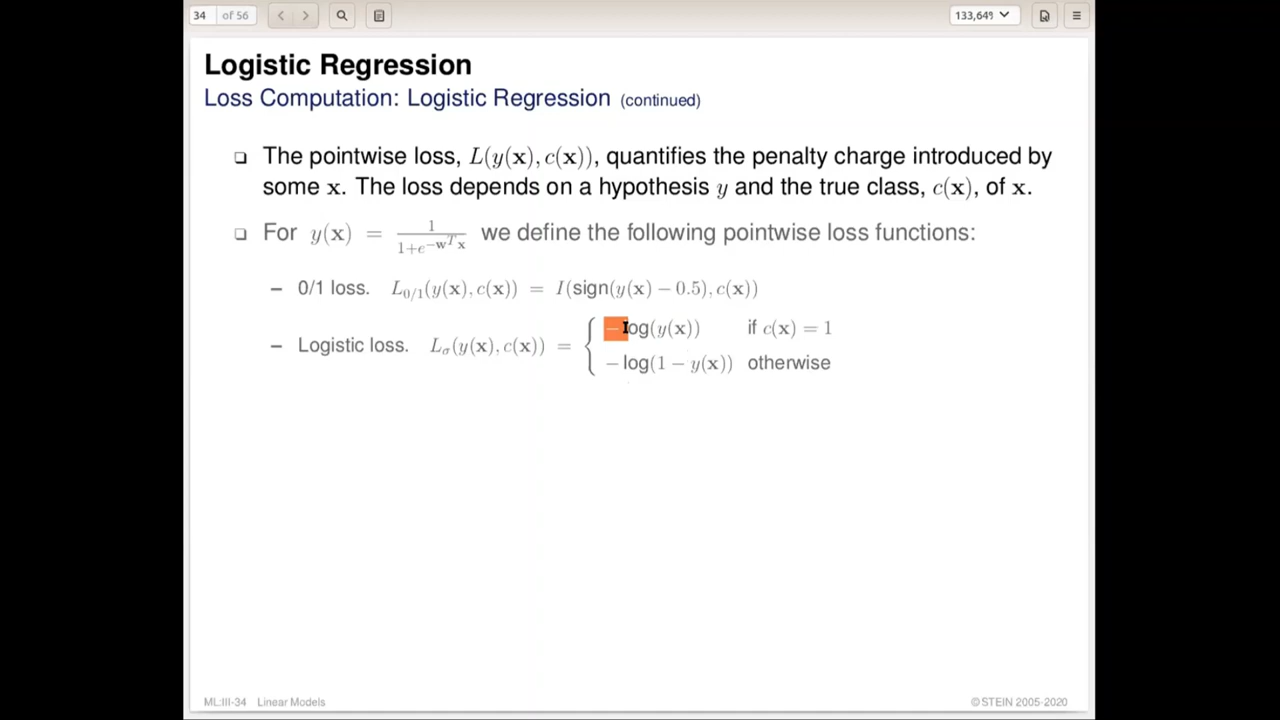 34 of 56
133,64%
Logistic Regression
Loss Computation: Logistic Regression (continued)
❑ The pointwise loss, L(y(x), c(x)), quantifies the penalty charge introduced by
some x. The loss depends on a hypothesis y and the true class, c(x), of x.
❑ For y(x) = 1/(1+e^{−w^T x}) we define the following pointwise loss functions:
– 0/1 loss. L_{0/1}(y(x), c(x)) = I(sign(y(x) − 0.5), c(x))
– Logistic loss. L_σ(y(x), c(x)) = { −log(y(x)) if c(x) = 1
−log(1 − y(x)) otherwise
ML:III-34 Linear Models
©STEIN 2005-2020